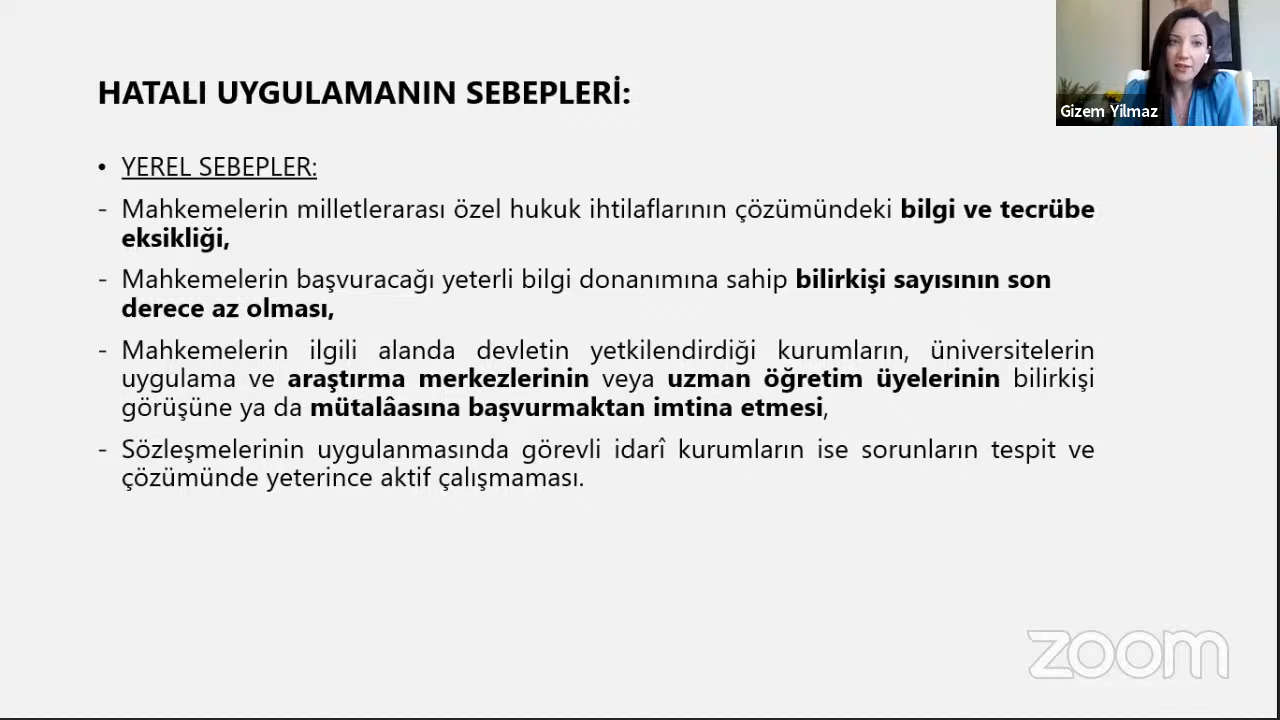 HATALI UYGULAMANIN SEBEPLERİ:
Gizem Yilmaz
• YEREL SEBEPLER:
- Mahkemelerin milletlerarası özel hukuk ihtilaflarının çözümündeki bilgi ve tecrübe
eksikliği,
- Mahkemelerin başvuracağı yeterli bilgi donanımına sahip bilirkişi sayısının son
derece az olması,
- Mahkemelerin ilgili alanda devletin yetkilendirdiği kurumların, üniversitelerin
uygulama ve araştırma merkezlerinin veya uzman öğretim üyelerinin bilirkişi
görüşüne ya da mütalâasına başvurmaktan imtina etmesi,
- Sözleşmelerinin uygulanmasında görevli idarî kurumların ise sorunların tespit ve
çözümünde yeterince aktif çalışmaması.
zoom